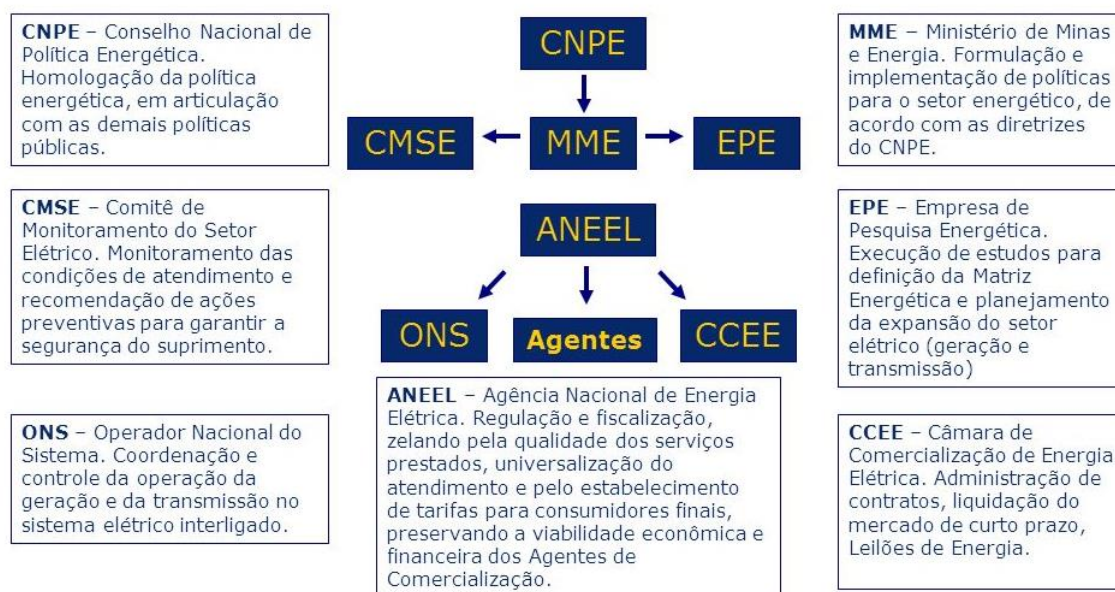 CNPE – Conselho Nacional de
Política Energética.
Homologação da política
energética, em articulação
com as demais políticas
públicas.
CNPE
MME – Ministério de Minas
e Energia. Formulação e
implementação de políticas
para o setor energético, de
acordo com as diretrizes
do CNPE.
CMSE
MME
EPE
CMSE – Comitê de
Monitoramento do Setor
Elétrico. Monitoramento das
condições de atendimento e
recomendação de ações
preventivas para garantir a
segurança do suprimento.
ANEEL
EPE – Empresa de
Pesquisa Energética.
Execução de estudos para
definição da Matriz
Energética e planejamento
da expansão do setor
elétrico (geração e
transmissão)
ONS
Agentes
CCEE
ONS – Operador Nacional do
Sistema. Coordenação e
controle da operação da
geração e da transmissão no
sistema elétrico interligado.
ANEEL – Agência Nacional de Energia
Elétrica. Regulação e fiscalização,
zelando pela qualidade dos serviços
prestados, universalização do
atendimento e pelo estabelecimento
de tarifas para consumidores finais,
preservando a viabilidade econômica e
financeira dos Agentes de
Comercialização.
CCEE – Câmara de
Comercialização de Energia
Elétrica. Administração de
contratos, liquidação do
mercado de curto prazo,
Leilões de Energia.